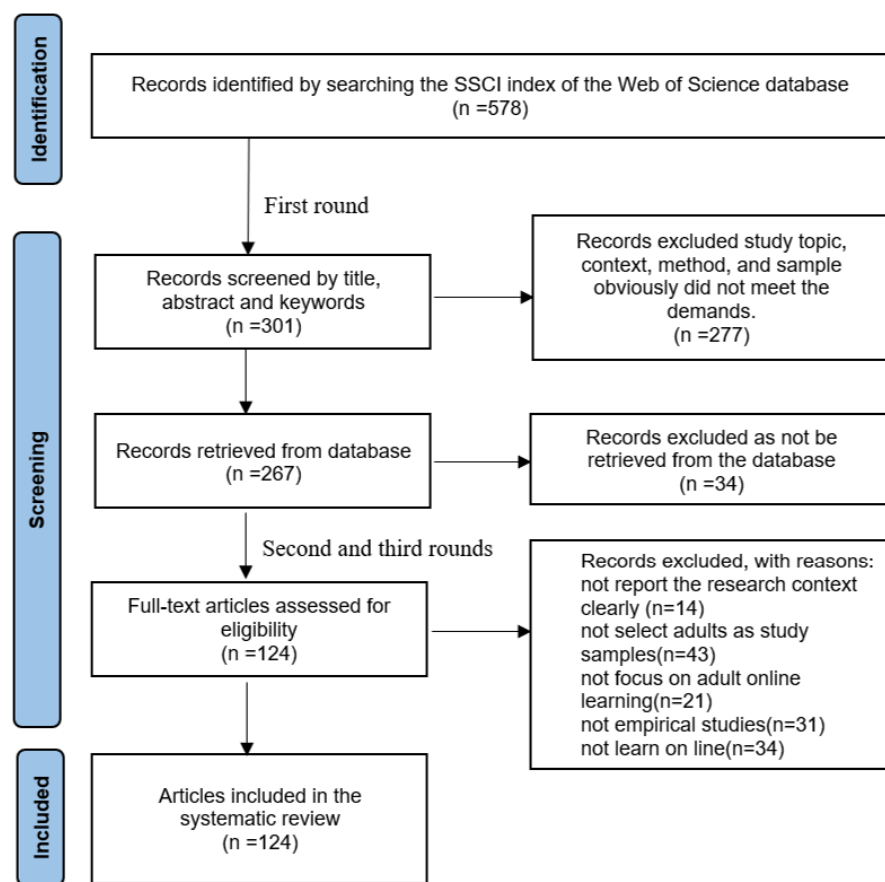 Identification
Records identified by searching the SSCI index of the Web of Science database
(n =578)
First round
Screening
Records screened by title,
abstract and keywords
(n =301)
Records excluded study topic,
context, method, and sample
obviously did not meet the
demands.
(n =277)
Records retrieved from database
(n =267)
Records excluded as not be
retrieved from the database
(n =34)
Second and third rounds
Full-text articles assessed for
eligibility
(n =124)
Records excluded, with reasons:
not report the research context
clearly (n=14)
not select adults as study
samples(n=43)
not focus on adult online
learning(n=21)
not empirical studies(n=31)
not learn on line(n=34)
Included
Articles included in the
systematic review
(n =124)